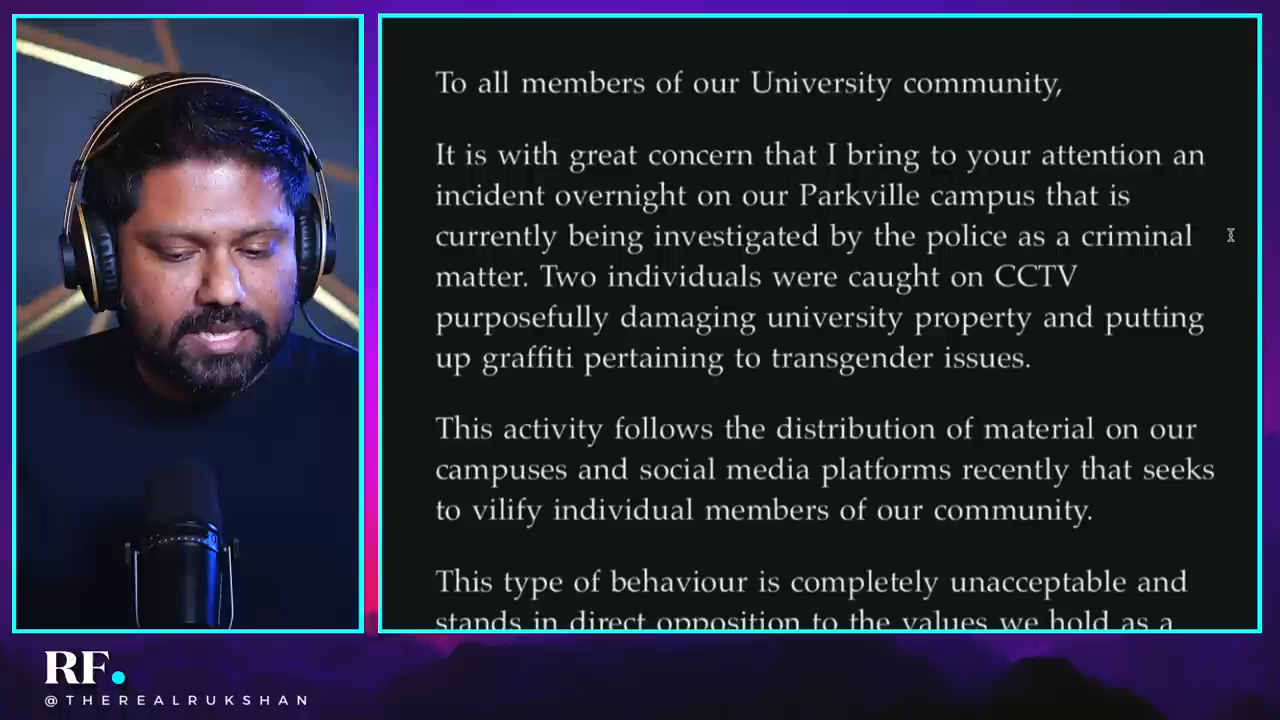 To all members of our University community,
It is with great concern that I bring to your attention an
incident overnight on our Parkville campus that is
currently being investigated by the police as a criminal
matter. Two individuals were caught on CCTV
purposefully damaging university property and putting
up graffiti pertaining to transgender issues.
This activity follows the distribution of material on our
campuses and social media platforms recently that seeks
to vilify individual members of our community.
This type of behaviour is completely unacceptable and
stands in direct opposition to the values we hold as a
RF.
@THEREALRUKSHAN